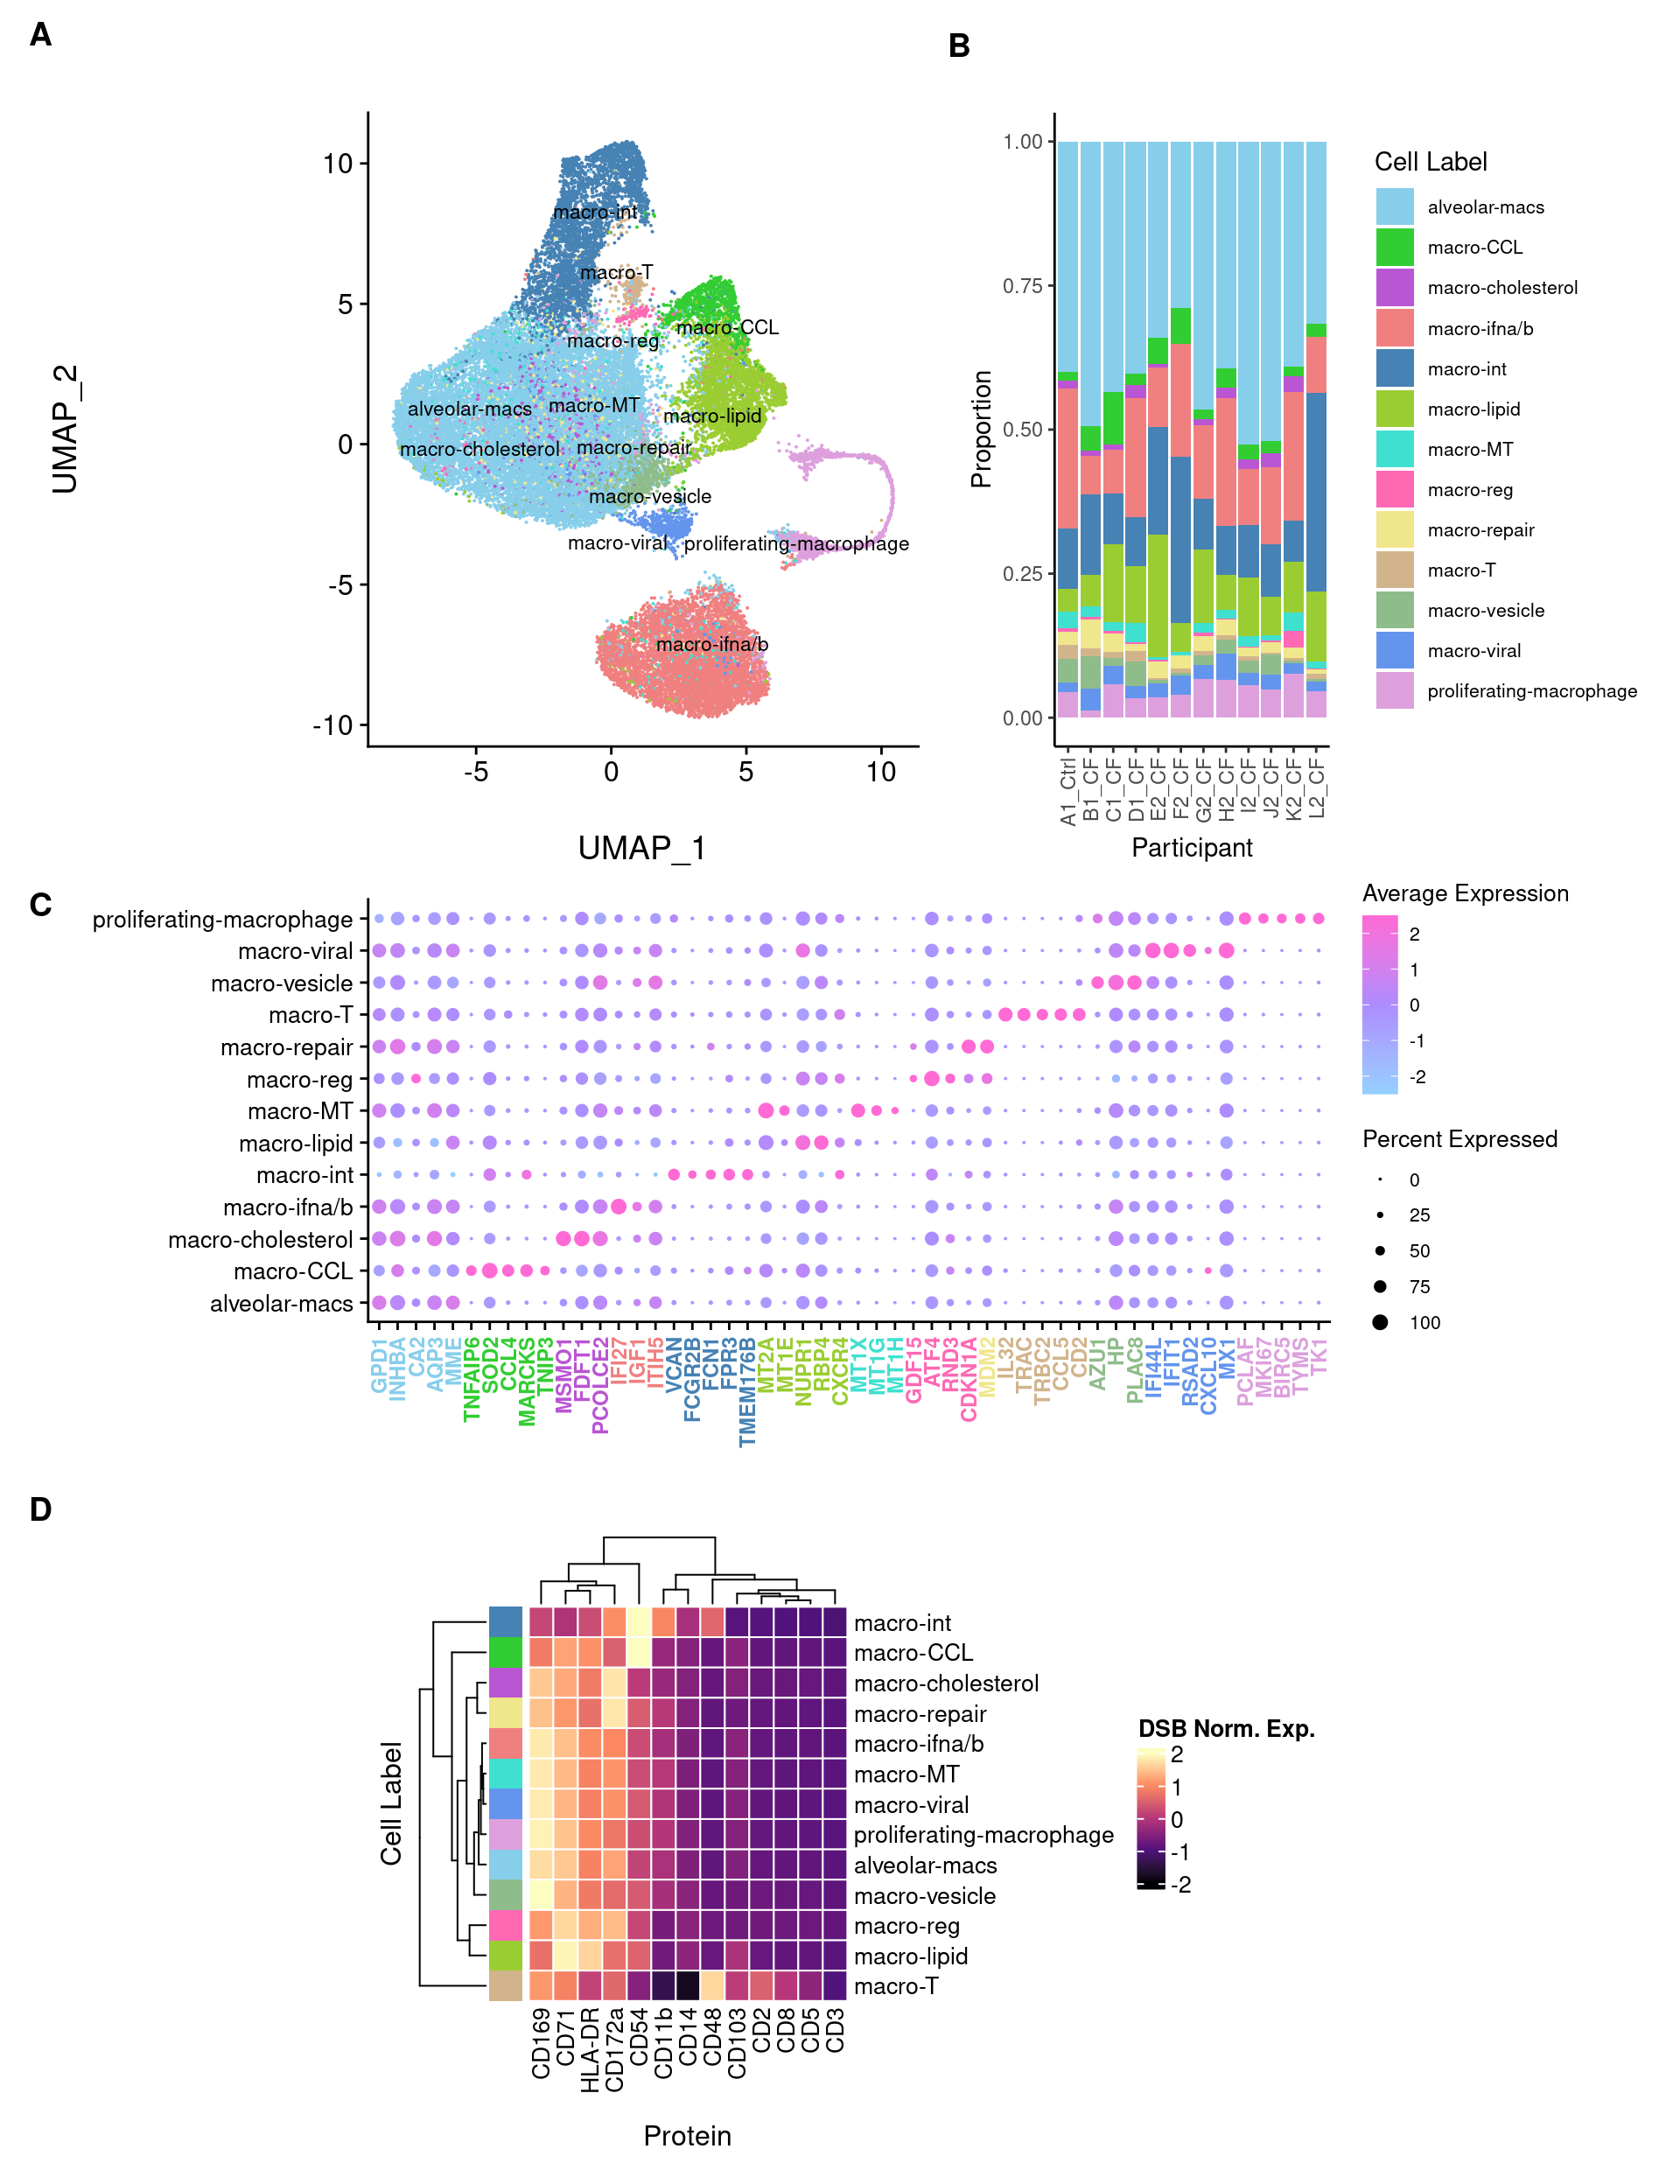 A
UMAP_2
10
5
0
-5
-10
macro-int
macro-T
macro-CCL
macro-reg
alveolar-macs
macro-MT
macro-lipid
macro-cholesterol
macro-repair
macro-vesicle
macro-viral
proliferating-macrophage
macro-ifna/b
-5
0
5
10
UMAP_1
B
Proportion
1.00
0.75
0.50
0.25
0.00
A1_Ctrl
B1_CF
C1_CF
D1_CF
E2_CF
F2_CF
G2_CF
H2_CF
I2_CF
J2_CF
K2_CF
L2_CF
Participant
Cell Label
alveolar-macs
macro-CCL
macro-cholesterol
macro-ifna/b
macro-int
macro-lipid
macro-MT
macro-reg
macro-repair
macro-T
macro-vesicle
macro-viral
proliferating-macrophage
C
proliferating-macrophage
macro-viral
macro-vesicle
macro-T
macro-repair
macro-reg
macro-MT
macro-lipid
macro-int
macro-ifna/b
macro-cholesterol
macro-CCL
alveolar-macs
GPD1
INHBA
CA2
AQP3
MME
TNFAIP6
SOD2
CCL4
MARCKS
TNIP3
MSMO1
FDFT1
PCOLCE2
IFI27
IGF1
ITIH5
VCAN
FCGR2B
FCN1
FPR3
TMEM176B
MT2A
MT1E
NUPR1
RBP4
CXCR4
MT1X
MT1G
MT1H
GDF15
ATF4
RND3
CDKN1A
MDM2
IL32
TRAC
TRBC2
CCL5
CD2
AZU1
HP
PLAC8
IFI44L
IFIT1
RSAD2
CXCL10
MX1
PCLAF
MKI67
BIRC5
TYMS
TK1
Average Expression
2
1
0
-1
-2
Percent Expressed
0
25
50
75
100
D
Cell Label
macro-int
macro-CCL
macro-cholesterol
macro-repair
macro-ifna/b
macro-MT
macro-viral
proliferating-macrophage
alveolar-macs
macro-vesicle
macro-reg
macro-lipid
macro-T
CD169
CD71
HLA-DR
CD172a
CD54
CD11b
CD14
CD48
CD103
CD2
CD8
CD5
CD3
Protein
DSB Norm. Exp.
2
1
0
-1
-2